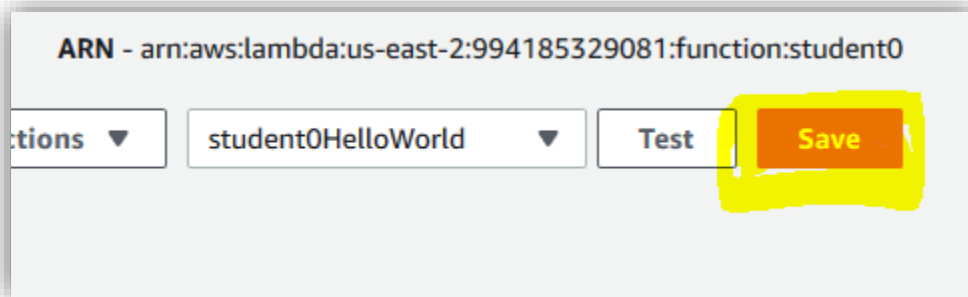 ARN - arn:aws:lambda:us-east-2:994185329081:function:student0
ctions student0HelloWorld Test Save